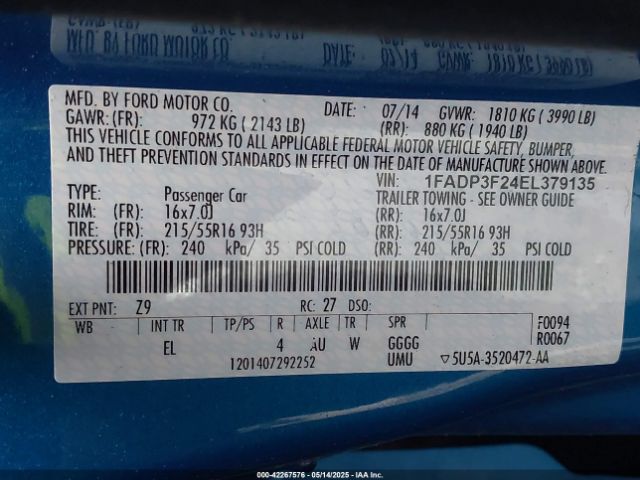 MFD. BY FORD MOTOR CO. DATE: 07/14 GVWR: 1810 KG ( 3990 LB)
GAWR: (FR): 972 KG ( 2143 LB) (RR): 880 KG ( 1940 LB)
THIS VEHICLE CONFORMS TO ALL APPLICABLE FEDERAL MOTOR VEHICLE SAFETY, BUMPER,
AND THEFT PREVENTION STANDARDS IN EFFECT ON THE DATE OF MANUFACTURE SHOWN ABOVE.
VIN: 1FADP3F24EL379135
TYPE: Passenger Car TRAILER TOWING - SEE OWNER GUIDE
RIM: (FR): 16x7.0J (RR): 16x7.0J
TIRE: (FR): 215/55R16 93H (RR): 215/55R16 93H
PRESSURE: (FR): 240 kPa/ 35 PSI COLD (RR): 240 kPa/ 35 PSI COLD
EXT PNT: Z9 RC: 27 DSO:
WB INT TR TP/PS R AXLE TR SPR F0094
EL 4 AU W GGGG R0067
1201407292252 UMU ▽5U5A-3520472-AA
000-42267576 - 05/14/2025 - IAA Inc.